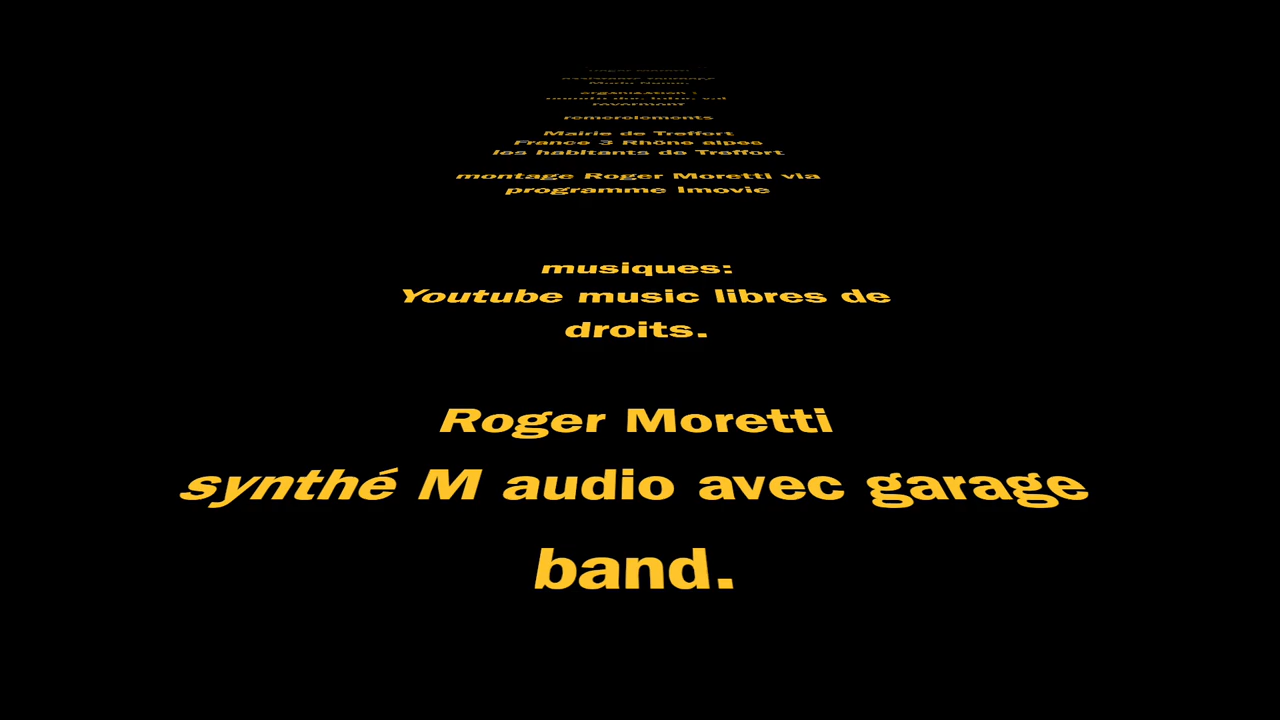 remerciements
Mairie de Treffort
France 3 Rhône alpes
les habitants de Treffort
montage Roger Moretti via
programme Imovie
musiques:
Youtube music libres de
droits.
Roger Moretti
synthé M audio avec garage
band.